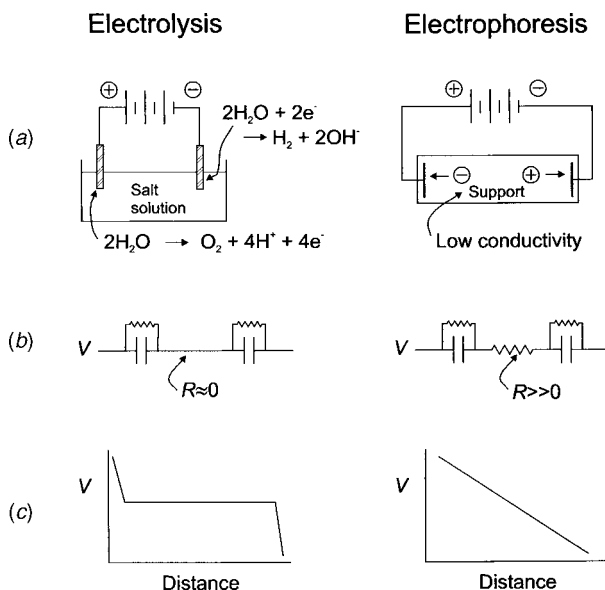 Electrolysis
Electrophoresis
(a)
⊕
⊖
2H₂O + 2e⁻
→ H₂ + 2OH⁻
Salt
solution
2H₂O → O₂ + 4H⁺ + 4e⁻
⊕
⊖
← ⊖
⊕ →
Support
Low conductivity
(b)
V
R≈0
V
R>>0
(c)
V
Distance
V
Distance